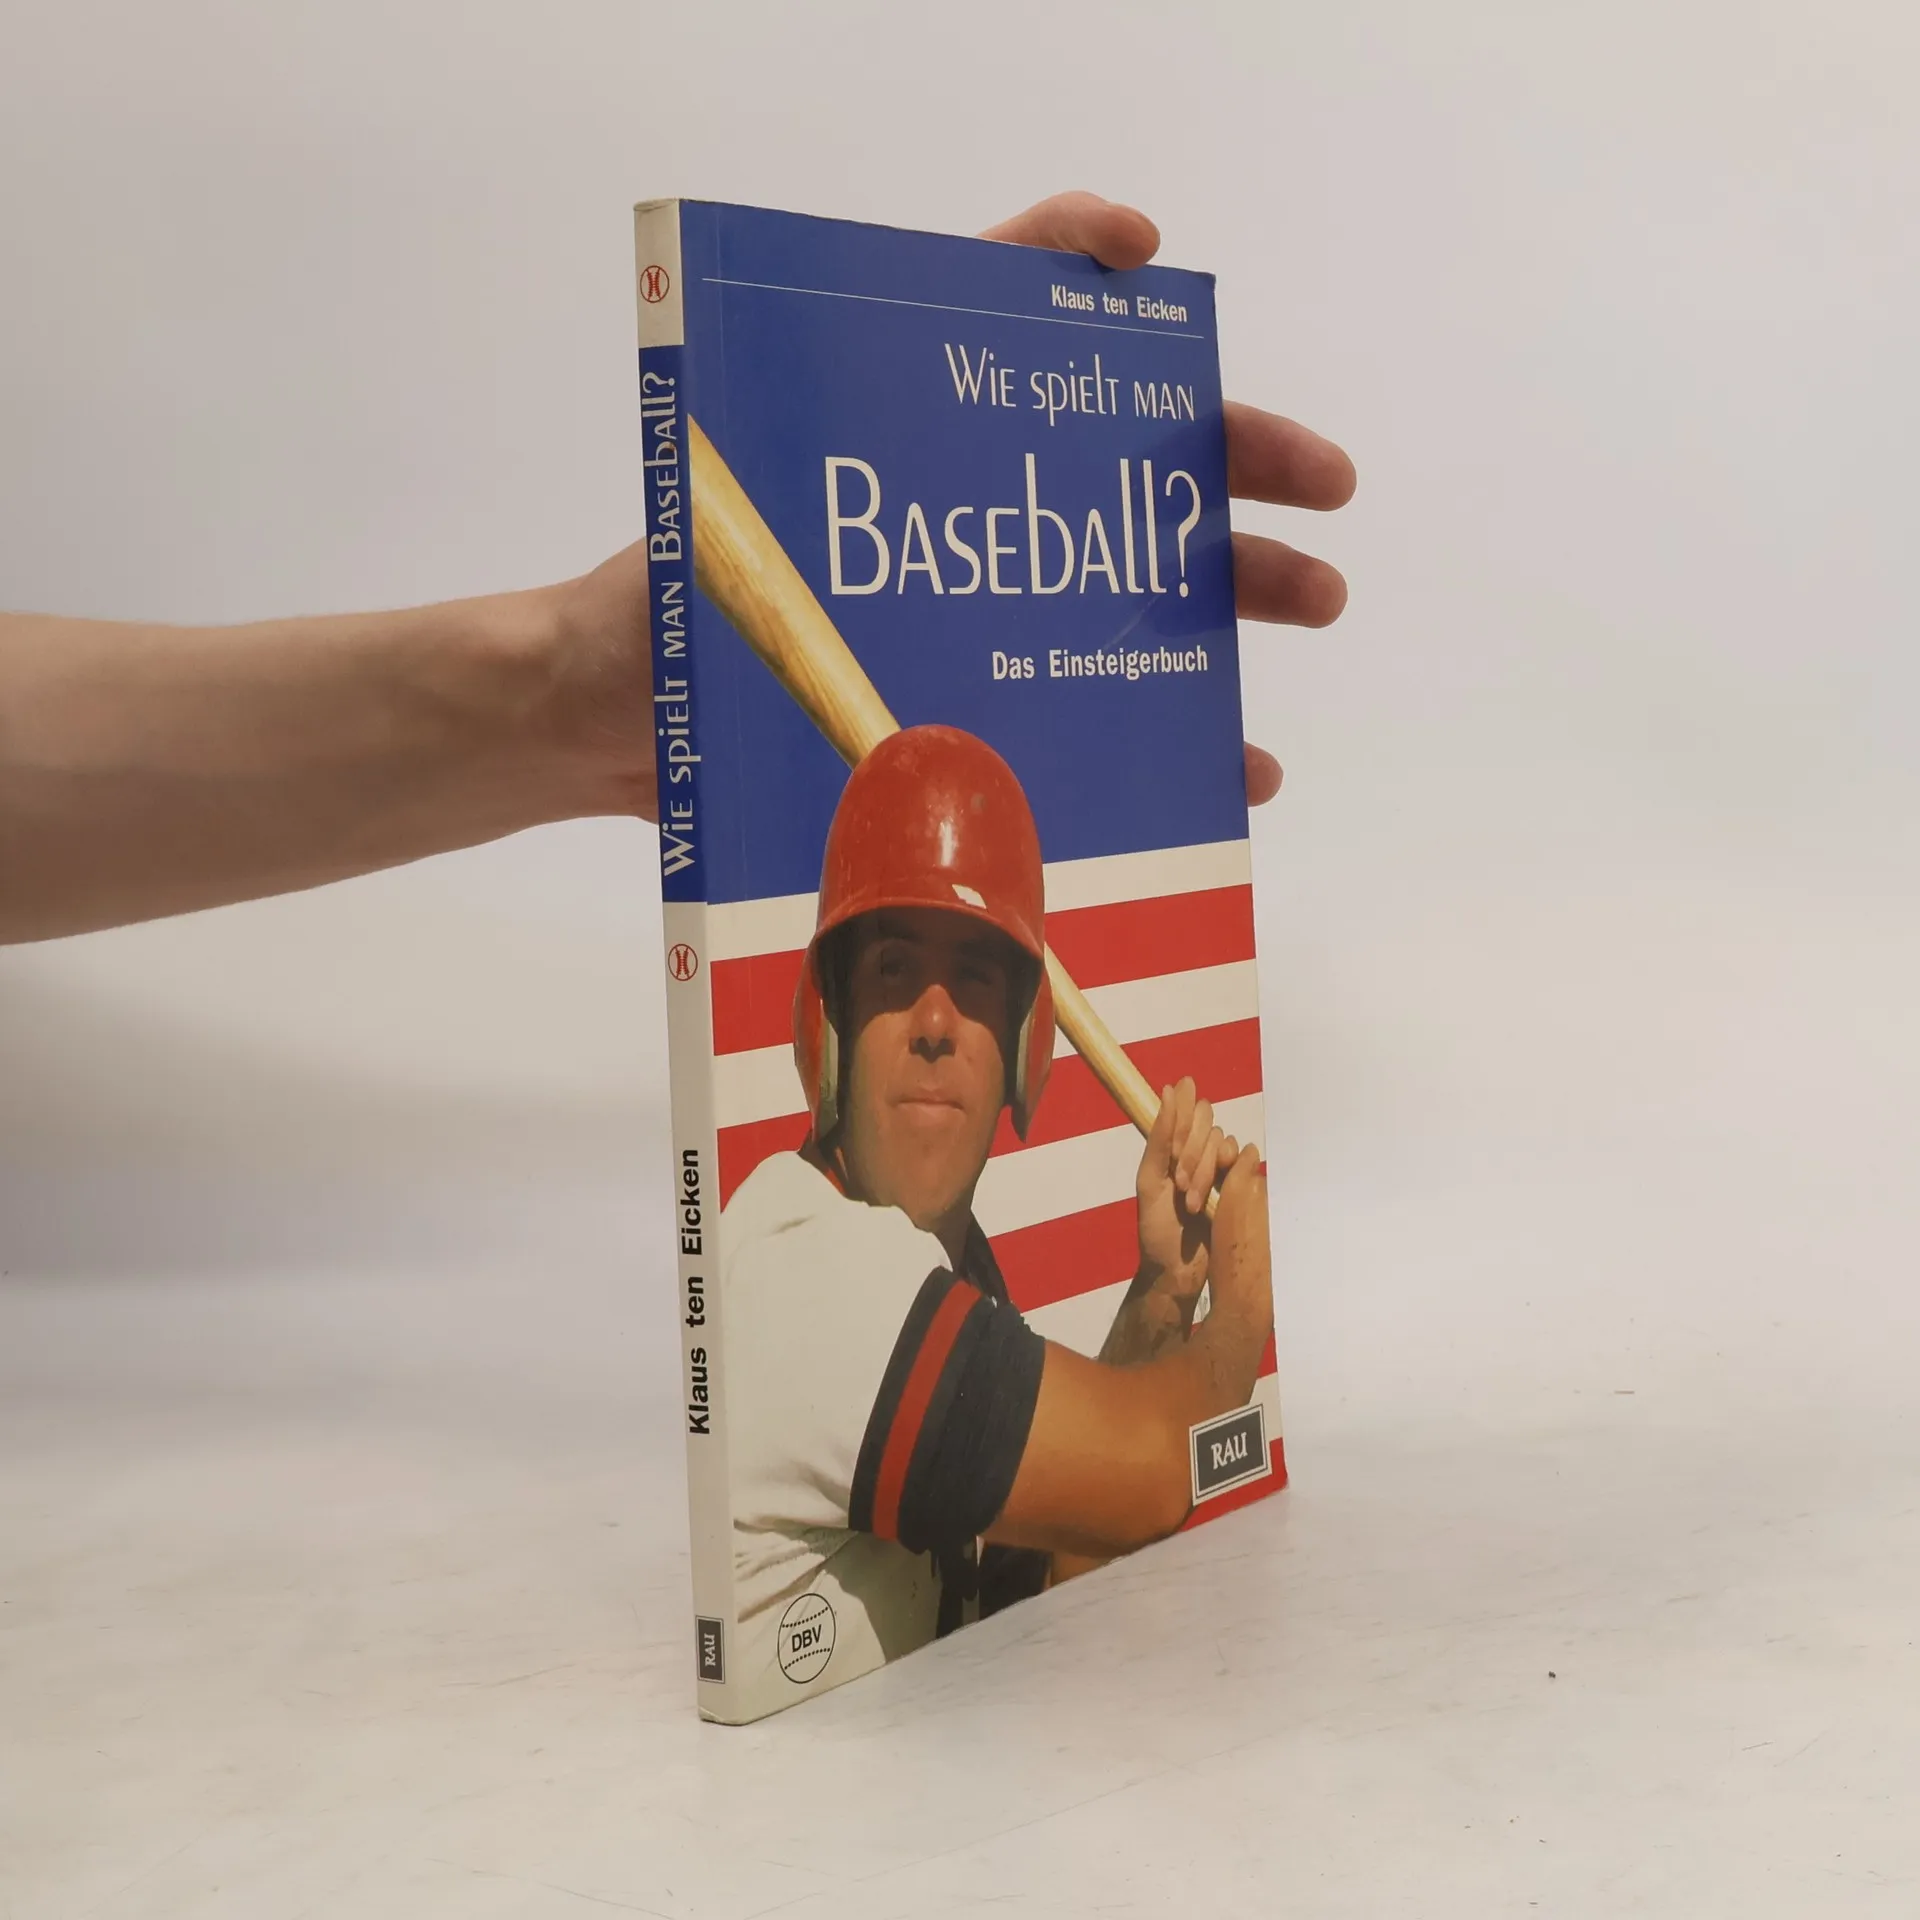 Wie spielt man Baseball?
Klaus ten Eicken
RAU
Klaus ten Eicken
Wie spielt man
Baseball?
Das Einsteigerbuch
RAU
DBV